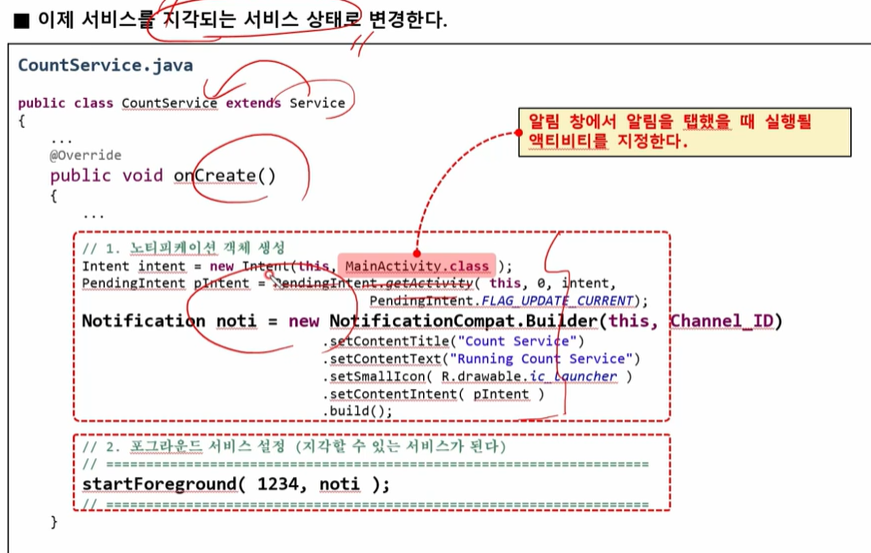 ■ 이제 서비스를 지각되는 서비스 상태로 변경한다.
CountService.java
public class CountService extends Service
{
...
@Override
public void onCreate()
{
...
알림 창에서 알림을 탭했을 때 실행될
액티비티를 지정한다.
// 1. 노티피케이션 객체 생성
Intent intent = new Intent(this, MainActivity.class );
PendingIntent pIntent = PendingIntent.getActivity( this, 0, intent,
PendingIntent.FLAG_UPDATE_CURRENT);
Notification noti = new NotificationCompat.Builder(this, Channel_ID)
.setContentTitle("Count Service")
.setContentText("Running Count Service")
.setSmallIcon( R.drawable.ic_launcher )
.setContentIntent( pIntent )
.build();
// 2. 포그라운드 서비스 설정 (지각할 수 있는 서비스가 된다)
// ====================================================================
startForeground( 1234, noti );
// ====================================================================
}